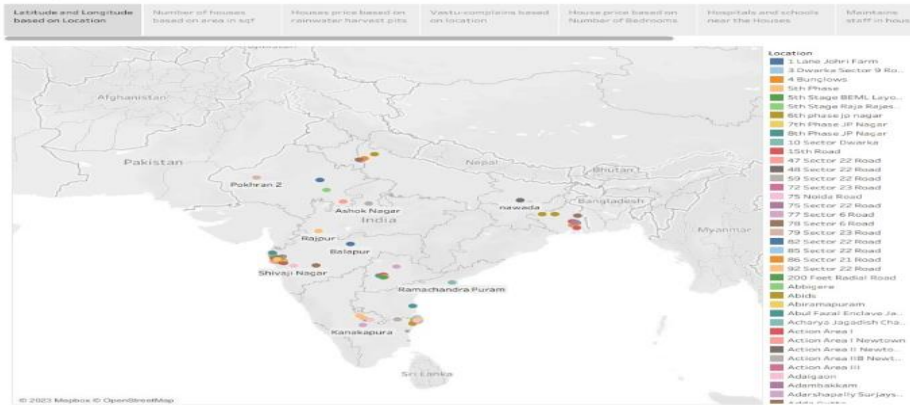 Latitude and Longitude
based on Location
Number of houses
based on area in sqf
Houses price based on
rainwater harvest pits
Vastu complains based
on location
House price based on
Number of Bedrooms
Hospitals and schools
near the Houses
Maintains
staff in hous
Location
1 Lane Johri Farm
3 Dwarka Sector 9 Ro..
4 Bunglows
5th Phase
5th Stage BEML Layo..
5th Stage Raja Rajes..
6th phase jp nagar
7th Phase JP Nagar
8th Phase JP Nagar
10 Sector Dwarka
15th Road
47 Sector 22 Road
48 Sector 22 Road
59 Sector 22 Road
72 Sector 23 Road
75 Noida Road
75 Sector 22 Road
77 Sector 6 Road
78 Sector 6 Road
79 Sector 23 Road
82 Sector 22 Road
85 Sector 22 Road
86 Sector 21 Road
92 Sector 22 Road
200 Feet Radial Road
Abbigere
Abids
Abiramapuram
Abul Fazal Enclave Ja..
Acharya Jagadish Cha..
Action Area I
Action Area I Newtown
Action Area II Newto..
Action Area IIB Newt..
Action Area III
Adaigaon
Adambakkam
Adarshapally Surjays..
Afghanistan
Pakistan
Nepal
Bhutan
Pokhran 2
nawada
Bangladesh
Ashok Nagar
India
Myanmar
Rajpur
Balapur
Shivaji Nagar
Ramachandra Puram
Kanakapura
Sri Lanka
© 2023 Mapbox © OpenStreetMap